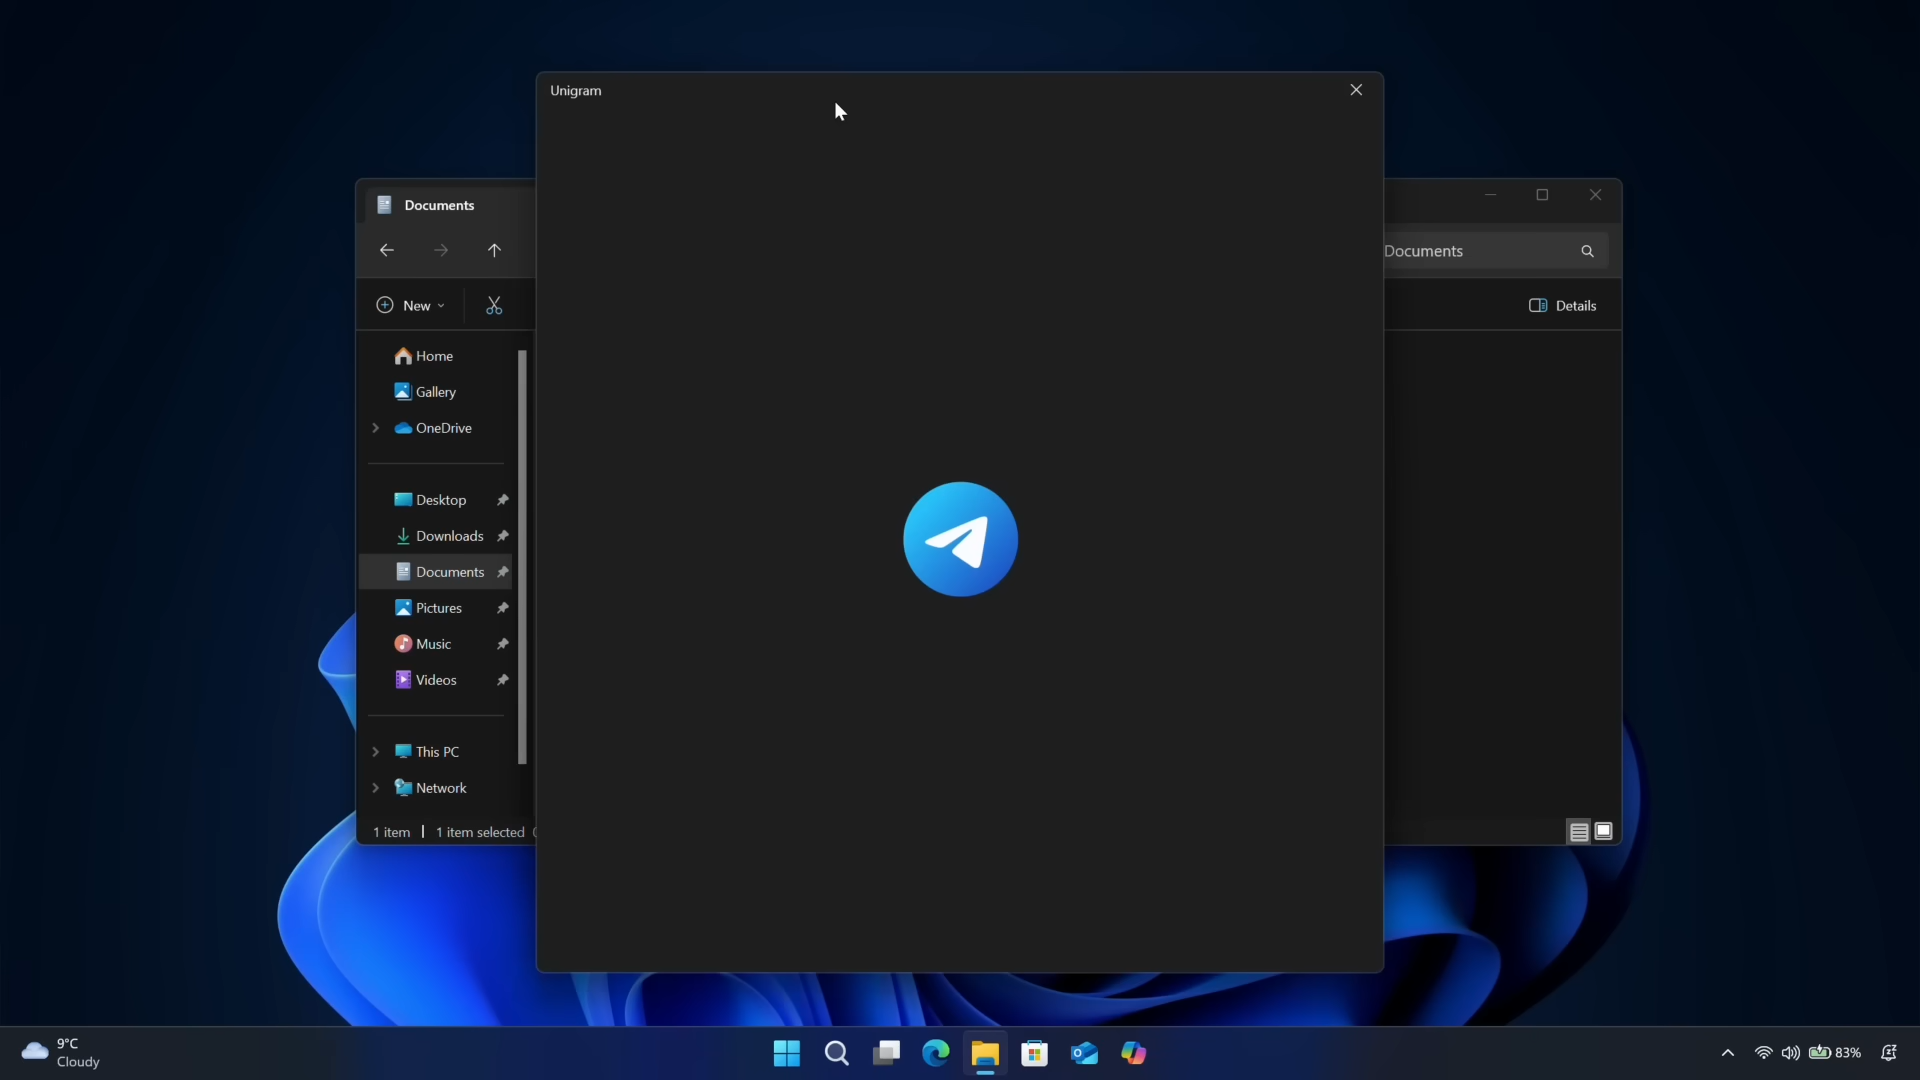 Unigram
Documents
Documents
New
Details
Home
Gallery
OneDrive
Desktop
Downloads
Documents
Pictures
Music
Videos
This PC
Network
1 item
1 item selected
9°C
Cloudy
83%